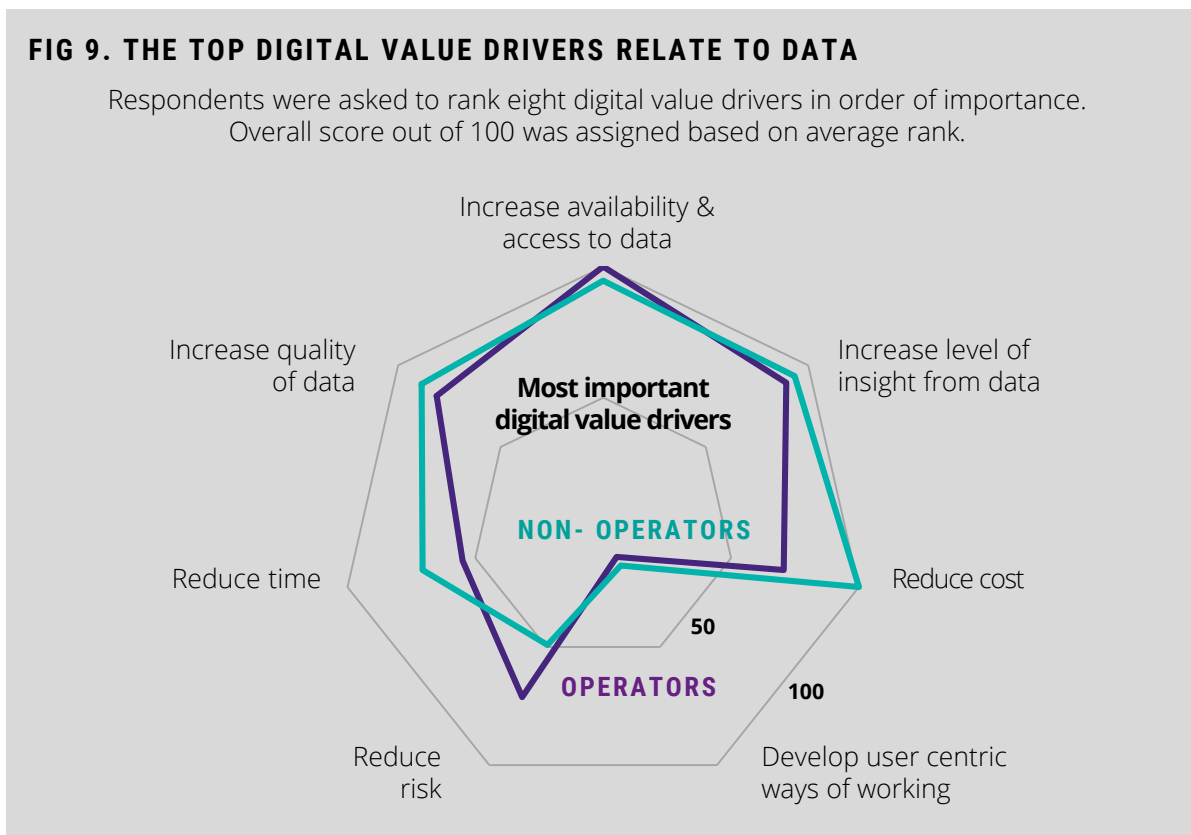 FIG 9. THE TOP DIGITAL VALUE DRIVERS RELATE TO DATA
Respondents were asked to rank eight digital value drivers in order of importance.
Overall score out of 100 was assigned based on average rank.
Increase availability &
access to data
Increase quality
of data
Increase level of
insight from data
Most important
digital value drivers
NON- OPERATORS
Reduce time
Reduce cost
50
OPERATORS
100
Reduce
risk
Develop user centric
ways of working